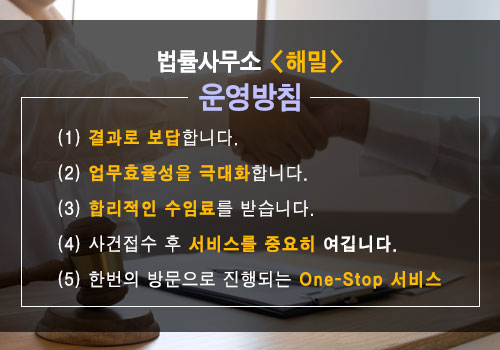 법률사무소 <해밀>
운영방침
(1) 결과로 보답합니다.
(2) 업무효율성을 극대화합니다.
(3) 합리적인 수임료를 받습니다.
(4) 사건접수 후 서비스를 중요히 여깁니다.
(5) 한번의 방문으로 진행되는 One-Stop 서비스